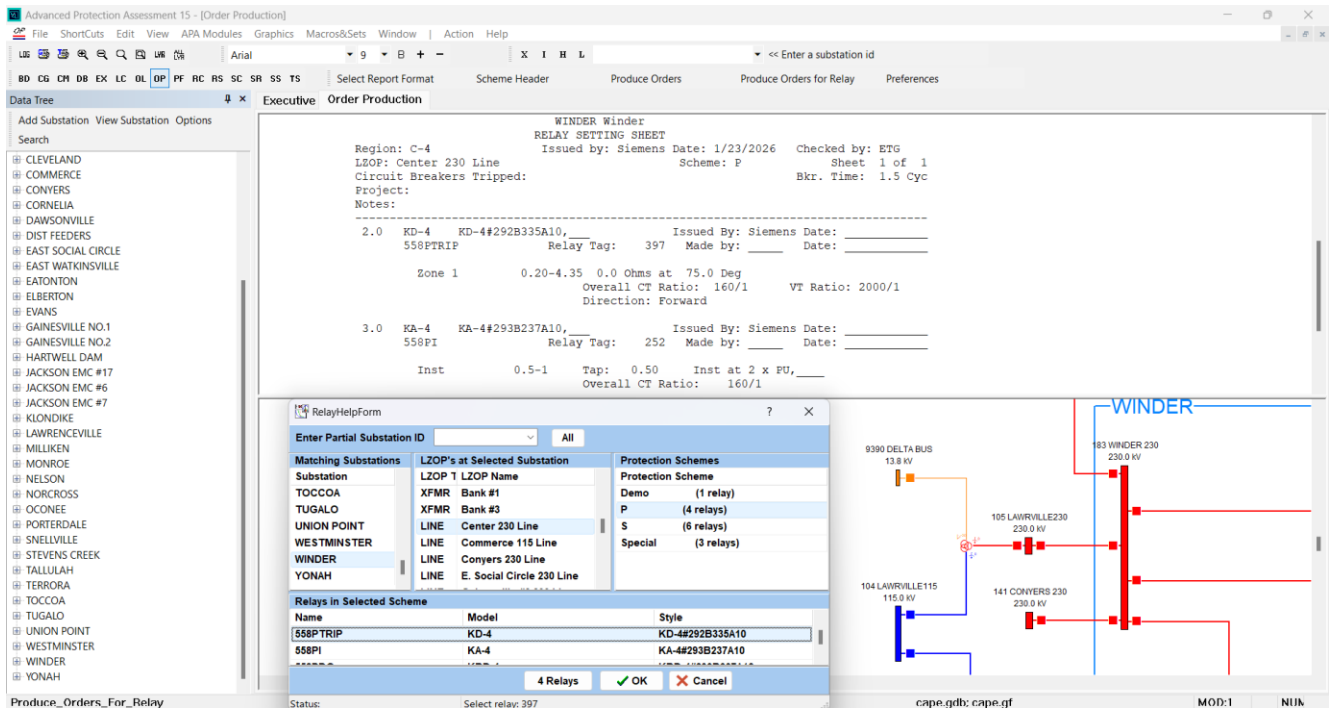 Advanced Protection Assessment 15 - [Order Production]
File ShortCuts Edit View APA Modules Graphics Macros&Sets Window | Action Help
Arial 9 B + − X I H L << Enter a substation id
BD CG CM DB EX LC OL OP PF RC RS SC SR SS TS Select Report Format Scheme Header Produce Orders Produce Orders for Relay Preferences
Data Tree
Executive Order Production
Add Substation View Substation Options
Search
CLEVELAND
COMMERCE
CONYERS
CORNELIA
DAWSONVILLE
DIST FEEDERS
EAST SOCIAL CIRCLE
EAST WATKINSVILLE
EATONTON
ELBERTON
EVANS
GAINESVILLE NO.1
GAINESVILLE NO.2
HARTWELL DAM
JACKSON EMC #17
JACKSON EMC #6
JACKSON EMC #7
KLONDIKE
LAWRENCEVILLE
MILLIKEN
MONROE
NELSON
NORCROSS
OCONEE
PORTERDALE
SNELLVILLE
STEVENS CREEK
TALLULAH
TERRORA
TOCCOA
TUGALO
UNION POINT
WESTMINSTER
WINDER
YONAH
WINDER Winder
RELAY SETTING SHEET
Region: C-4 Issued by: Siemens Date: 1/23/2026 Checked by: ETG
LZOP: Center 230 Line Scheme: P Sheet 1 of 1
Circuit Breakers Tripped: Bkr. Time: 1.5 Cyc
Project:
Notes:
2.0 KD-4 KD-4#292B335A10,___ Issued By: Siemens Date: _____________
558PTRIP Relay Tag: 397 Made by: _____ Date: _____________
Zone 1 0.20-4.35 0.0 Ohms at 75.0 Deg
Overall CT Ratio: 160/1 VT Ratio: 2000/1
Direction: Forward
3.0 KA-4 KA-4#293B237A10,___ Issued By: Siemens Date: _____________
558PI Relay Tag: 252 Made by: _____ Date: _____________
Inst 0.5-1 Tap: 0.50 Inst at 2 x PU,____
Overall CT Ratio: 160/1
RelayHelpForm ? ×
Enter Partial Substation ID All
Matching Substations LZOP's at Selected Substation Protection Schemes
Substation LZOP T LZOP Name Protection Scheme
TOCCOA XFMR Bank #1 Demo (1 relay)
TUGALO XFMR Bank #3 P (4 relays)
UNION POINT LINE Center 230 Line S (6 relays)
WESTMINSTER LINE Commerce 115 Line Special (3 relays)
WINDER LINE Conyers 230 Line
YONAH LINE E. Social Circle 230 Line
Relays in Selected Scheme
Name Model Style
558PTRIP KD-4 KD-4#292B335A10
558PI KA-4 KA-4#293B237A10
4 Relays OK Cancel
Status: Select relay: 397
WINDER
9390 DELTA BUS
13.8 kV
183 WINDER 230
230.0 kV
105 LAWRVILLE230
230.0 kV
104 LAWRVILLE115
115.0 kV
141 CONYERS 230
230.0 kV
Produce_Orders_For_Relay cape.gdb; cape.gf MOD:1